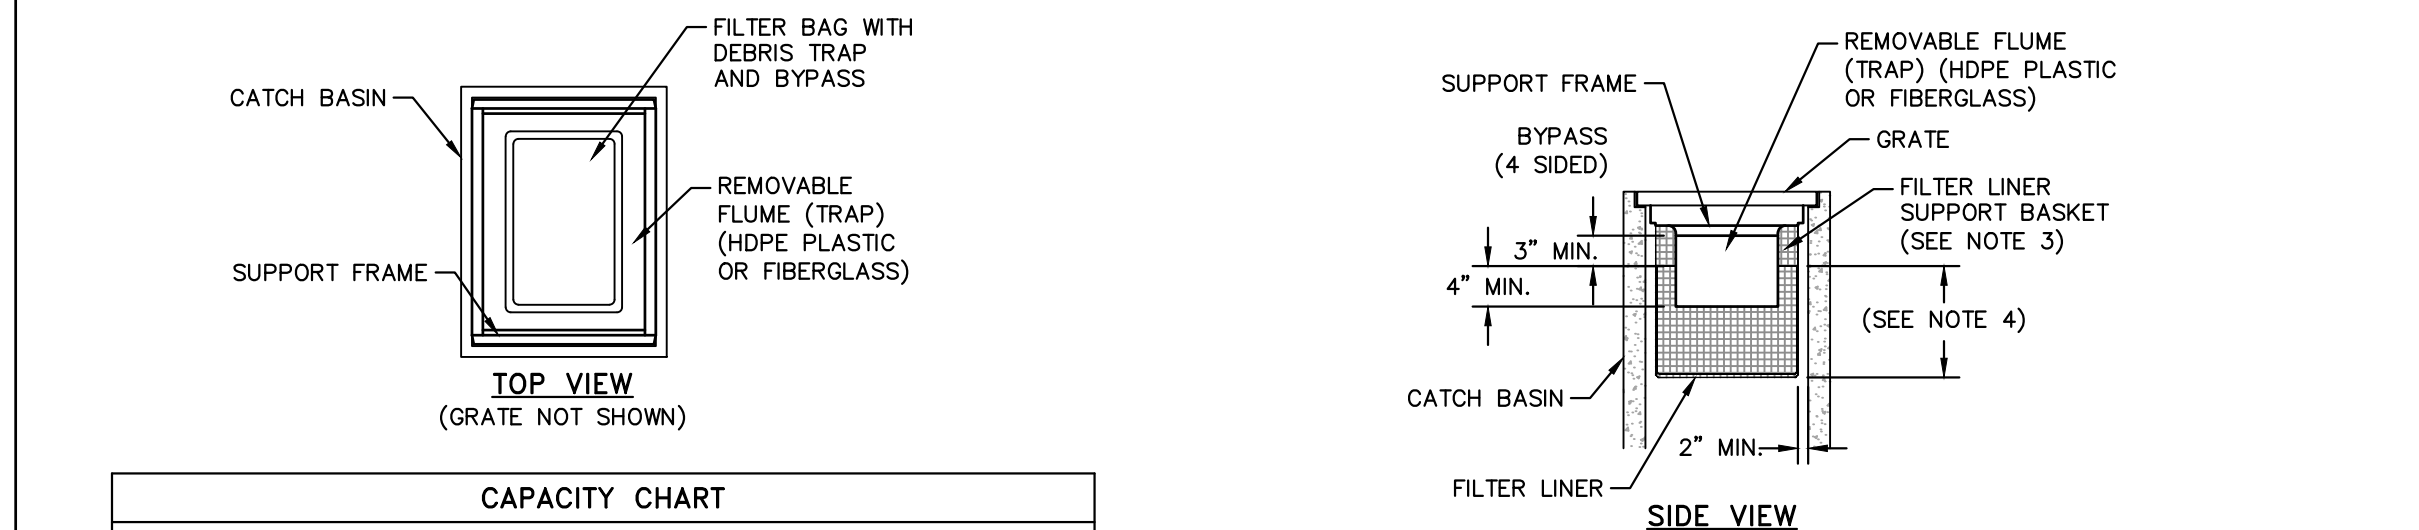 FILTER BAG WITH
DEBRIS TRAP
AND BYPASS
CATCH BASIN
REMOVABLE
FLUME (TRAP)
(HDPE PLASTIC
OR FIBERGLASS)
SUPPORT FRAME
TOP VIEW
(GRATE NOT SHOWN)
CAPACITY CHART
REMOVABLE FLUME
(TRAP) (HDPE PLASTIC
OR FIBERGLASS)
SUPPORT FRAME
BYPASS
(4 SIDED)
GRATE
FILTER LINER
SUPPORT BASKET
(SEE NOTE 3)
3” MIN.
4” MIN.
(SEE NOTE 4)
CATCH BASIN
2” MIN.
FILTER LINER
SIDE VIEW